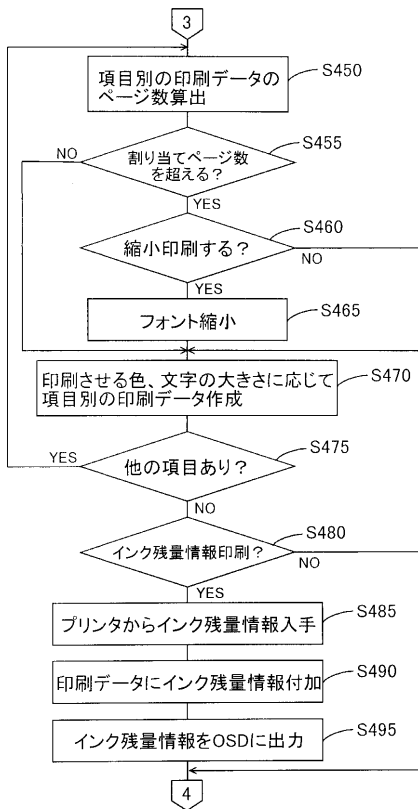 3
項目別の印刷データの
ページ数算出
S450
割り当てページ数
を超える?
S455
NO
YES
縮小印刷する?
S460
NO
YES
フォント縮小
S465
印刷させる色、文字の大きさに応じて
項目別の印刷データ作成
S470
他の項目あり?
S475
YES
NO
インク残量情報印刷?
S480
NO
YES
プリンタからインク残量情報入手
S485
印刷データにインク残量情報付加
S490
インク残量情報をOSDに出力
S495
4